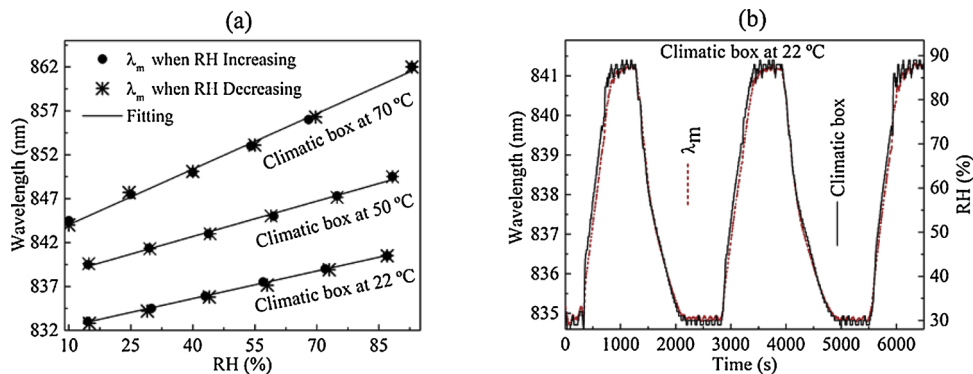 (a)
Wavelength (nm)
862
857
852
847
842
837
832
λm when RH Increasing
λm when RH Decreasing
Fitting
Climatic box at 70 ºC
Climatic box at 50 ºC
Climatic box at 22 ºC
10 25 40 55 70 85
RH (%)
(b)
Wavelength (nm)
841
840
839
838
837
836
835
Climatic box at 22 ºC
λm
Climatic box
90
80
70
60
50
40
30
RH (%)
0 1000 2000 3000 4000 5000 6000
Time (s)